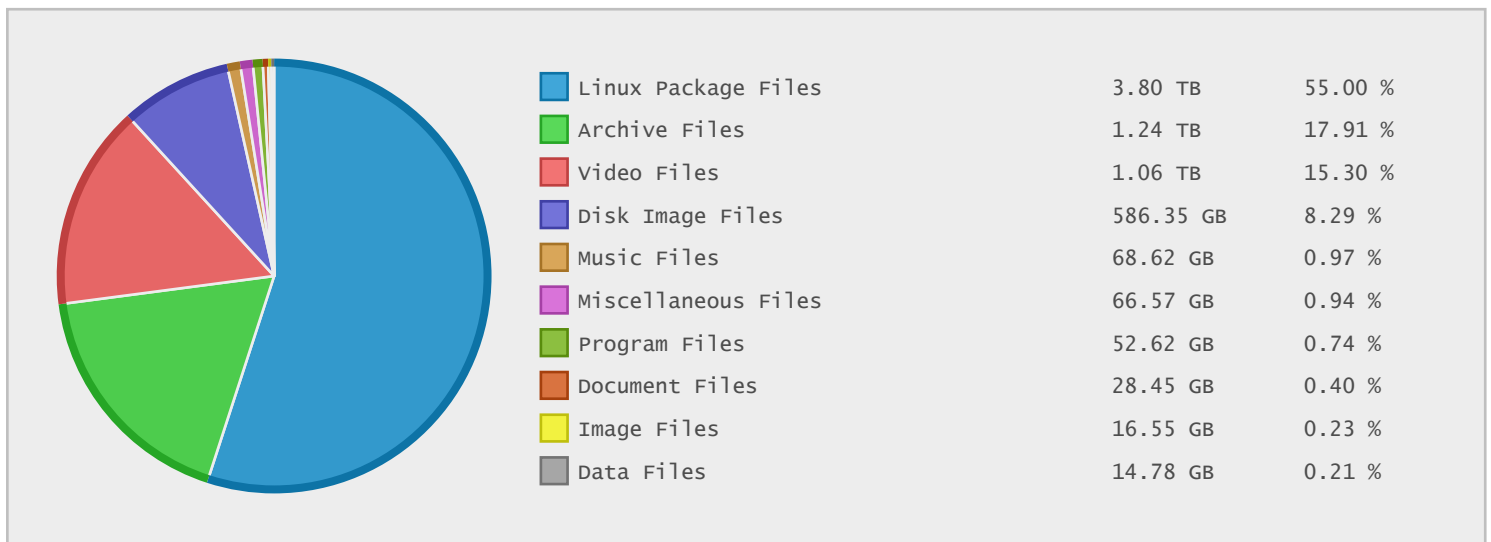 Linux Package Files 3.80 TB 55.00 %
Archive Files 1.24 TB 17.91 %
Video Files 1.06 TB 15.30 %
Disk Image Files 586.35 GB 8.29 %
Music Files 68.62 GB 0.97 %
Miscellaneous Files 66.57 GB 0.94 %
Program Files 52.62 GB 0.74 %
Document Files 28.45 GB 0.40 %
Image Files 16.55 GB 0.23 %
Data Files 14.78 GB 0.21 %